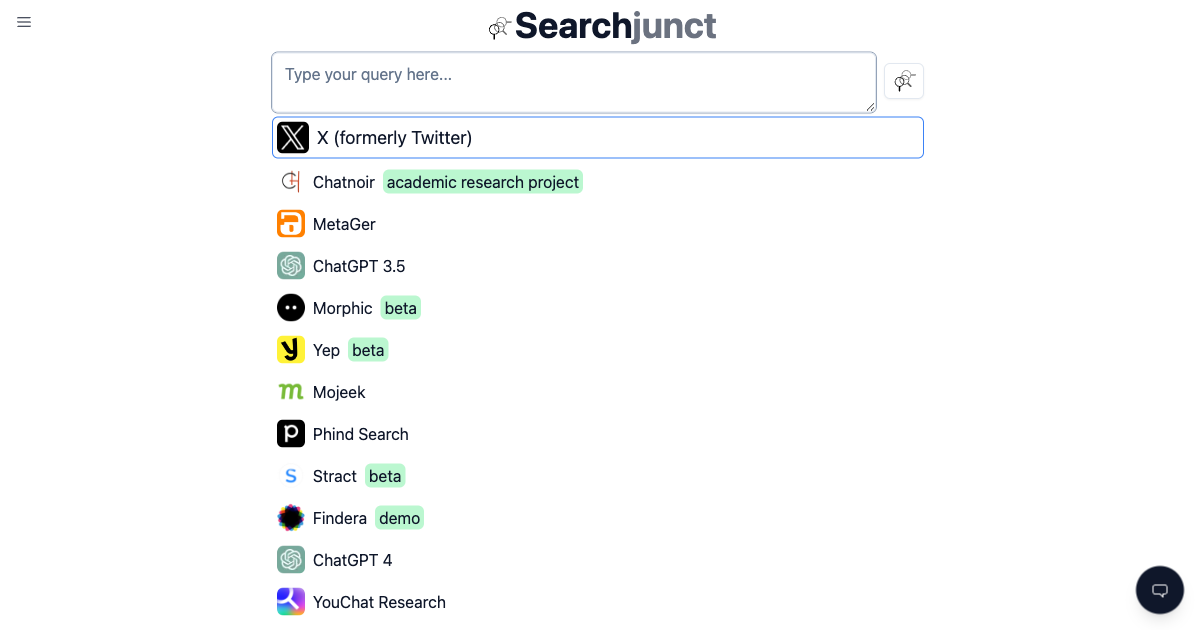 Searchjunct
Type your query here...
X (formerly Twitter)
Chatnoir academic research project
MetaGer
ChatGPT 3.5
Morphic beta
Yep beta
Mojeek
Phind Search
Stract beta
Findera demo
ChatGPT 4
YouChat Research